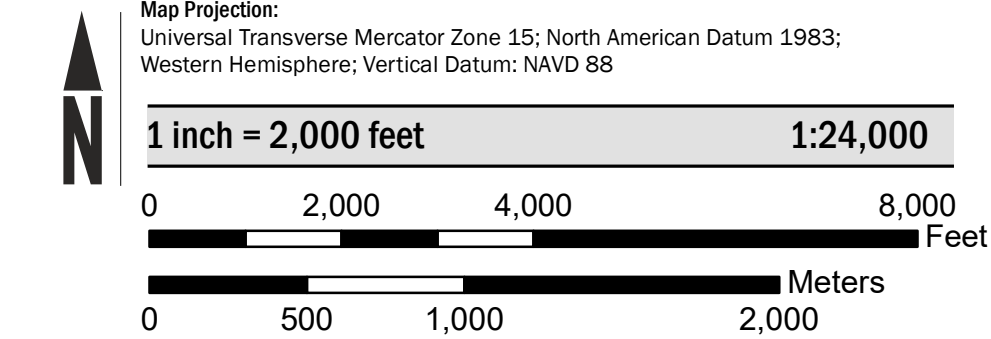 Map Projection:
Universal Transverse Mercator Zone 15; North American Datum 1983;
Western Hemisphere; Vertical Datum: NAVD 88
N
1 inch = 2,000 feet 1:24,000
0 2,000 4,000 8,000
Feet
Meters
0 500 1,000 2,000